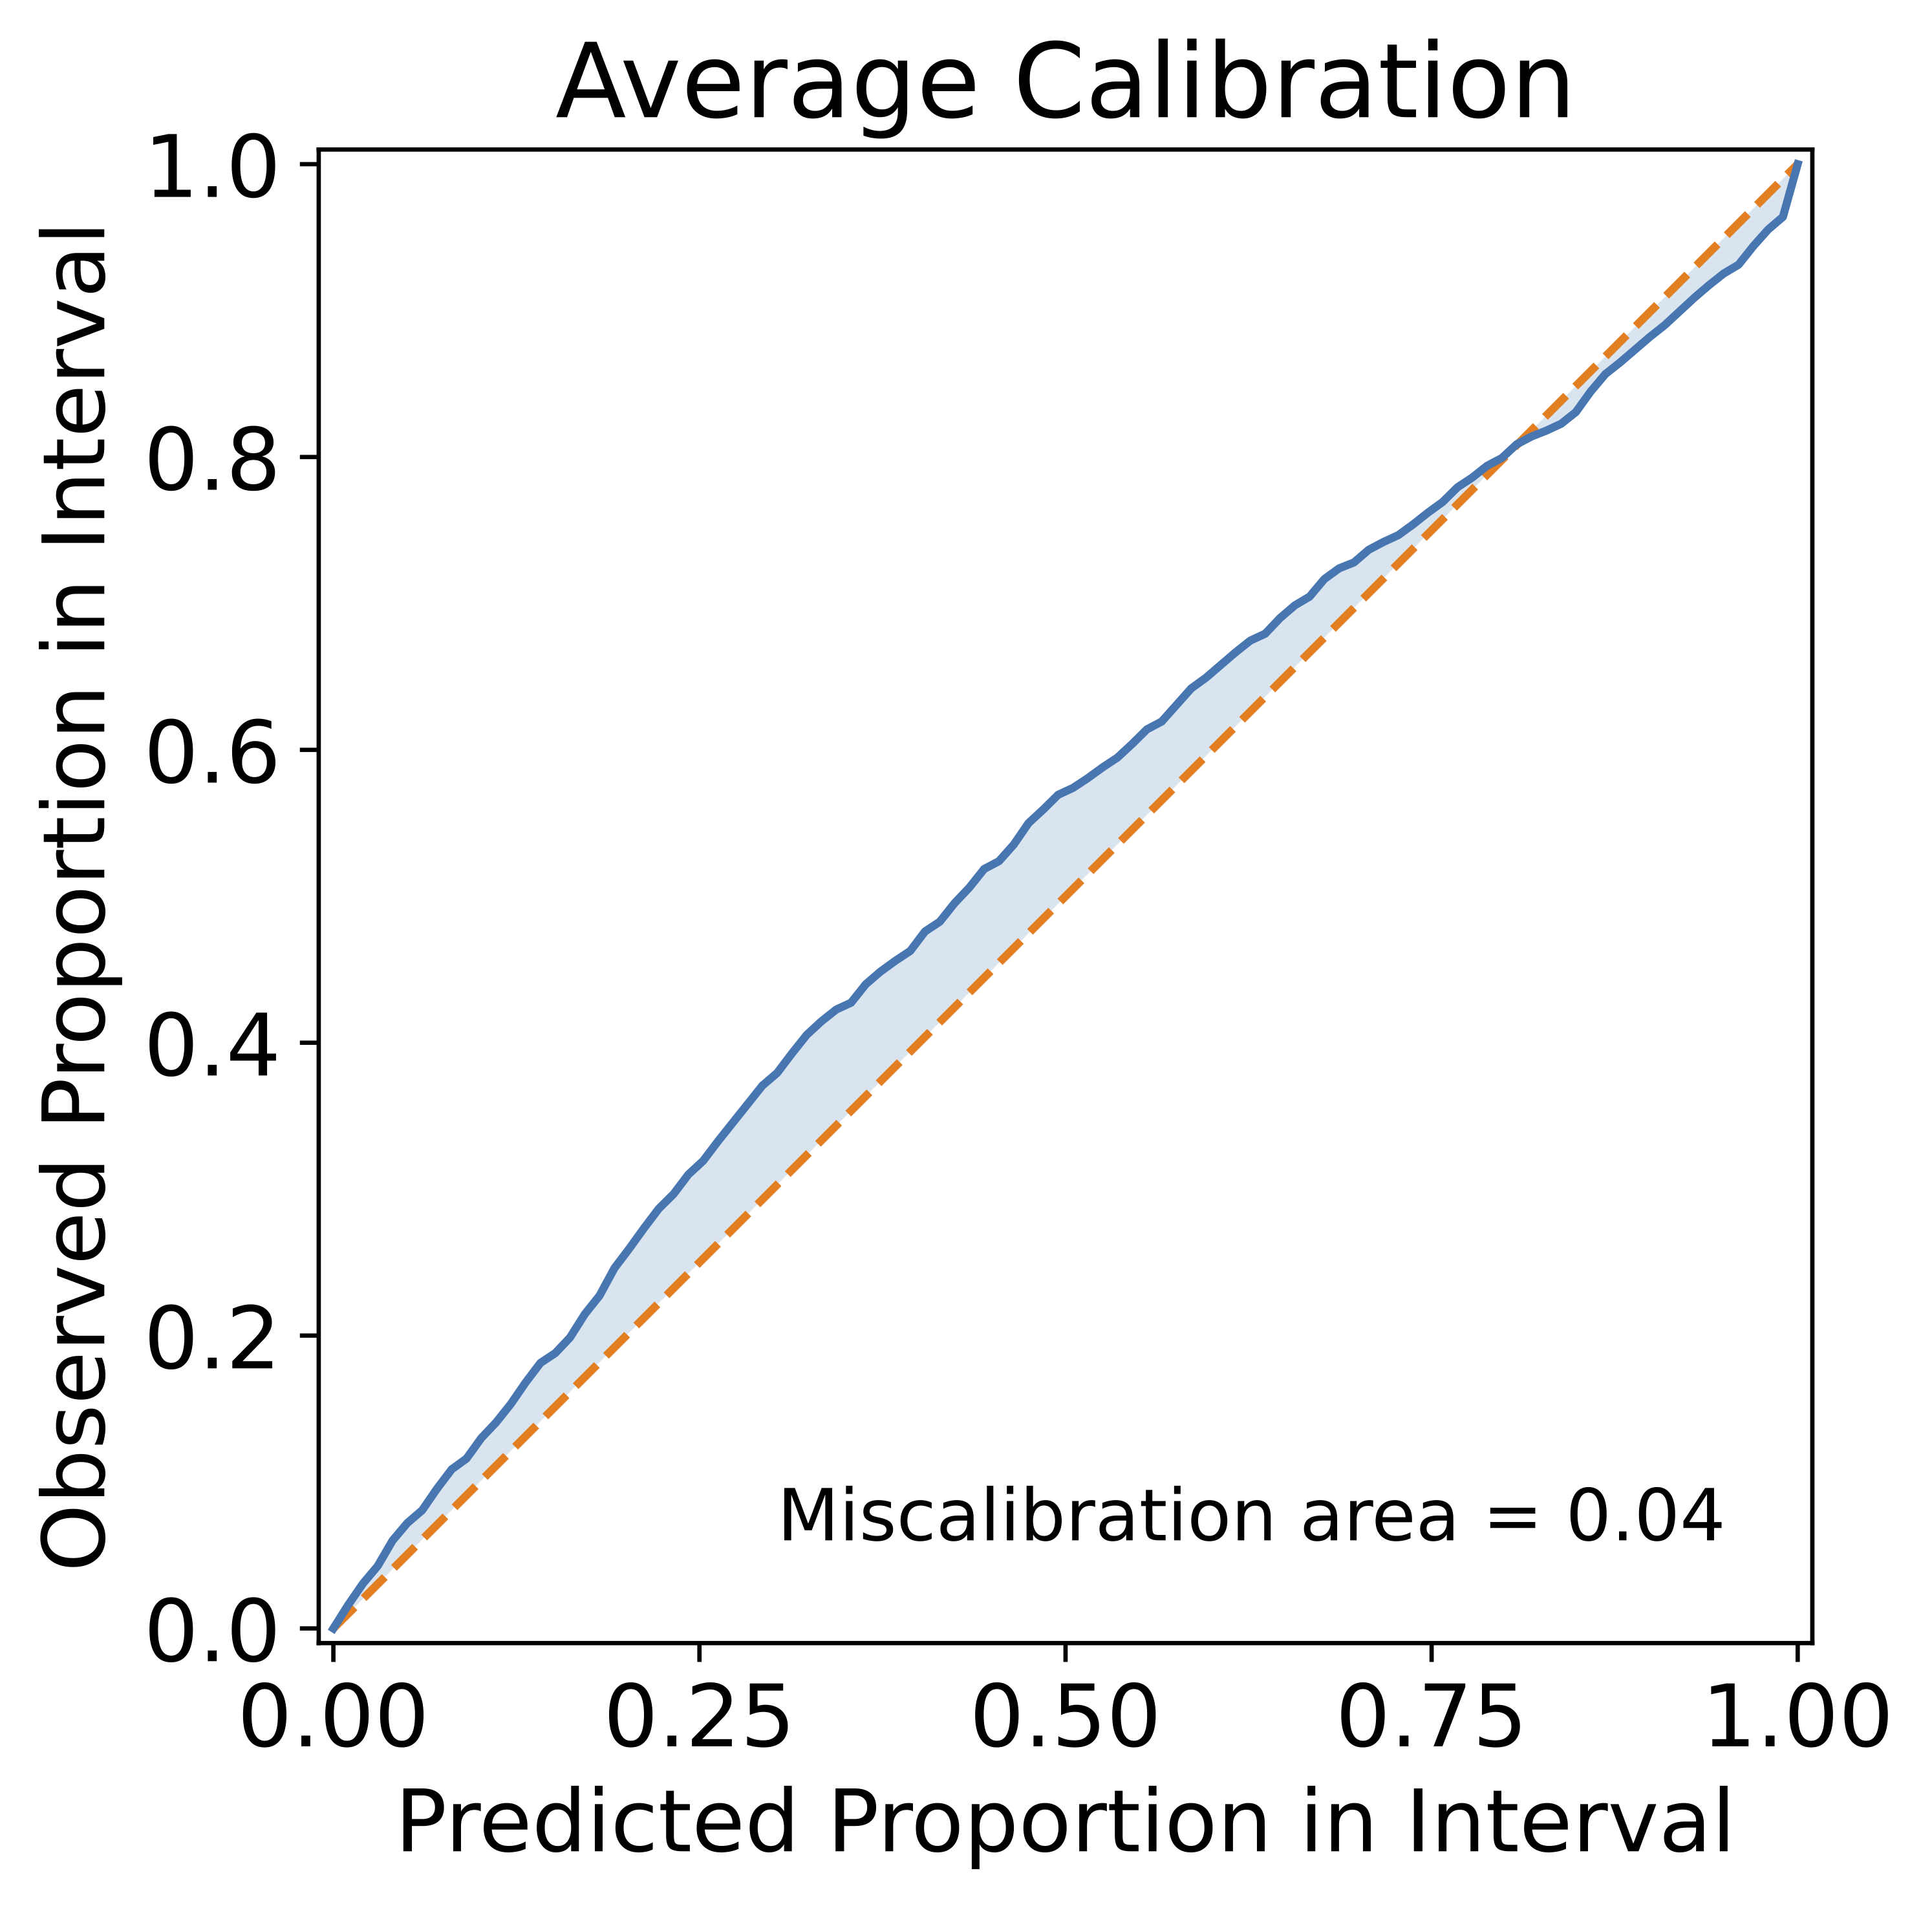 Average Calibration
Observed Proportion in Interval
1.0
0.8
0.6
0.4
0.2
0.0
Miscalibration area = 0.04
0.00 0.25 0.50 0.75 1.00
Predicted Proportion in Interval